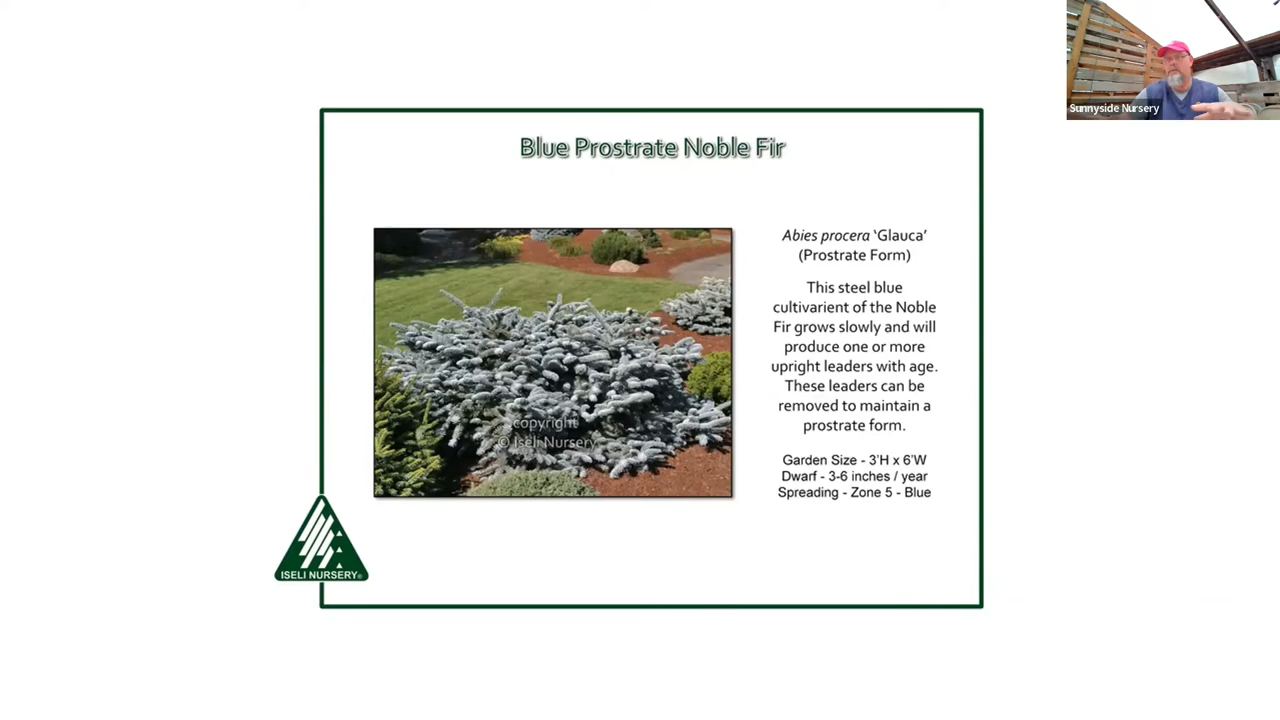 Sunnyside Nursery
Blue Prostrate Noble Fir
Abies procera ‘Glauca’
(Prostrate Form)
This steel blue
cultivarient of the Noble
Fir grows slowly and will
produce one or more
upright leaders with age.
These leaders can be
removed to maintain a
prostrate form.
Garden Size - 3'H x 6'W
Dwarf - 3-6 inches / year
Spreading - Zone 5 - Blue
copyright
© Iseli Nursery
ISELI NURSERY®